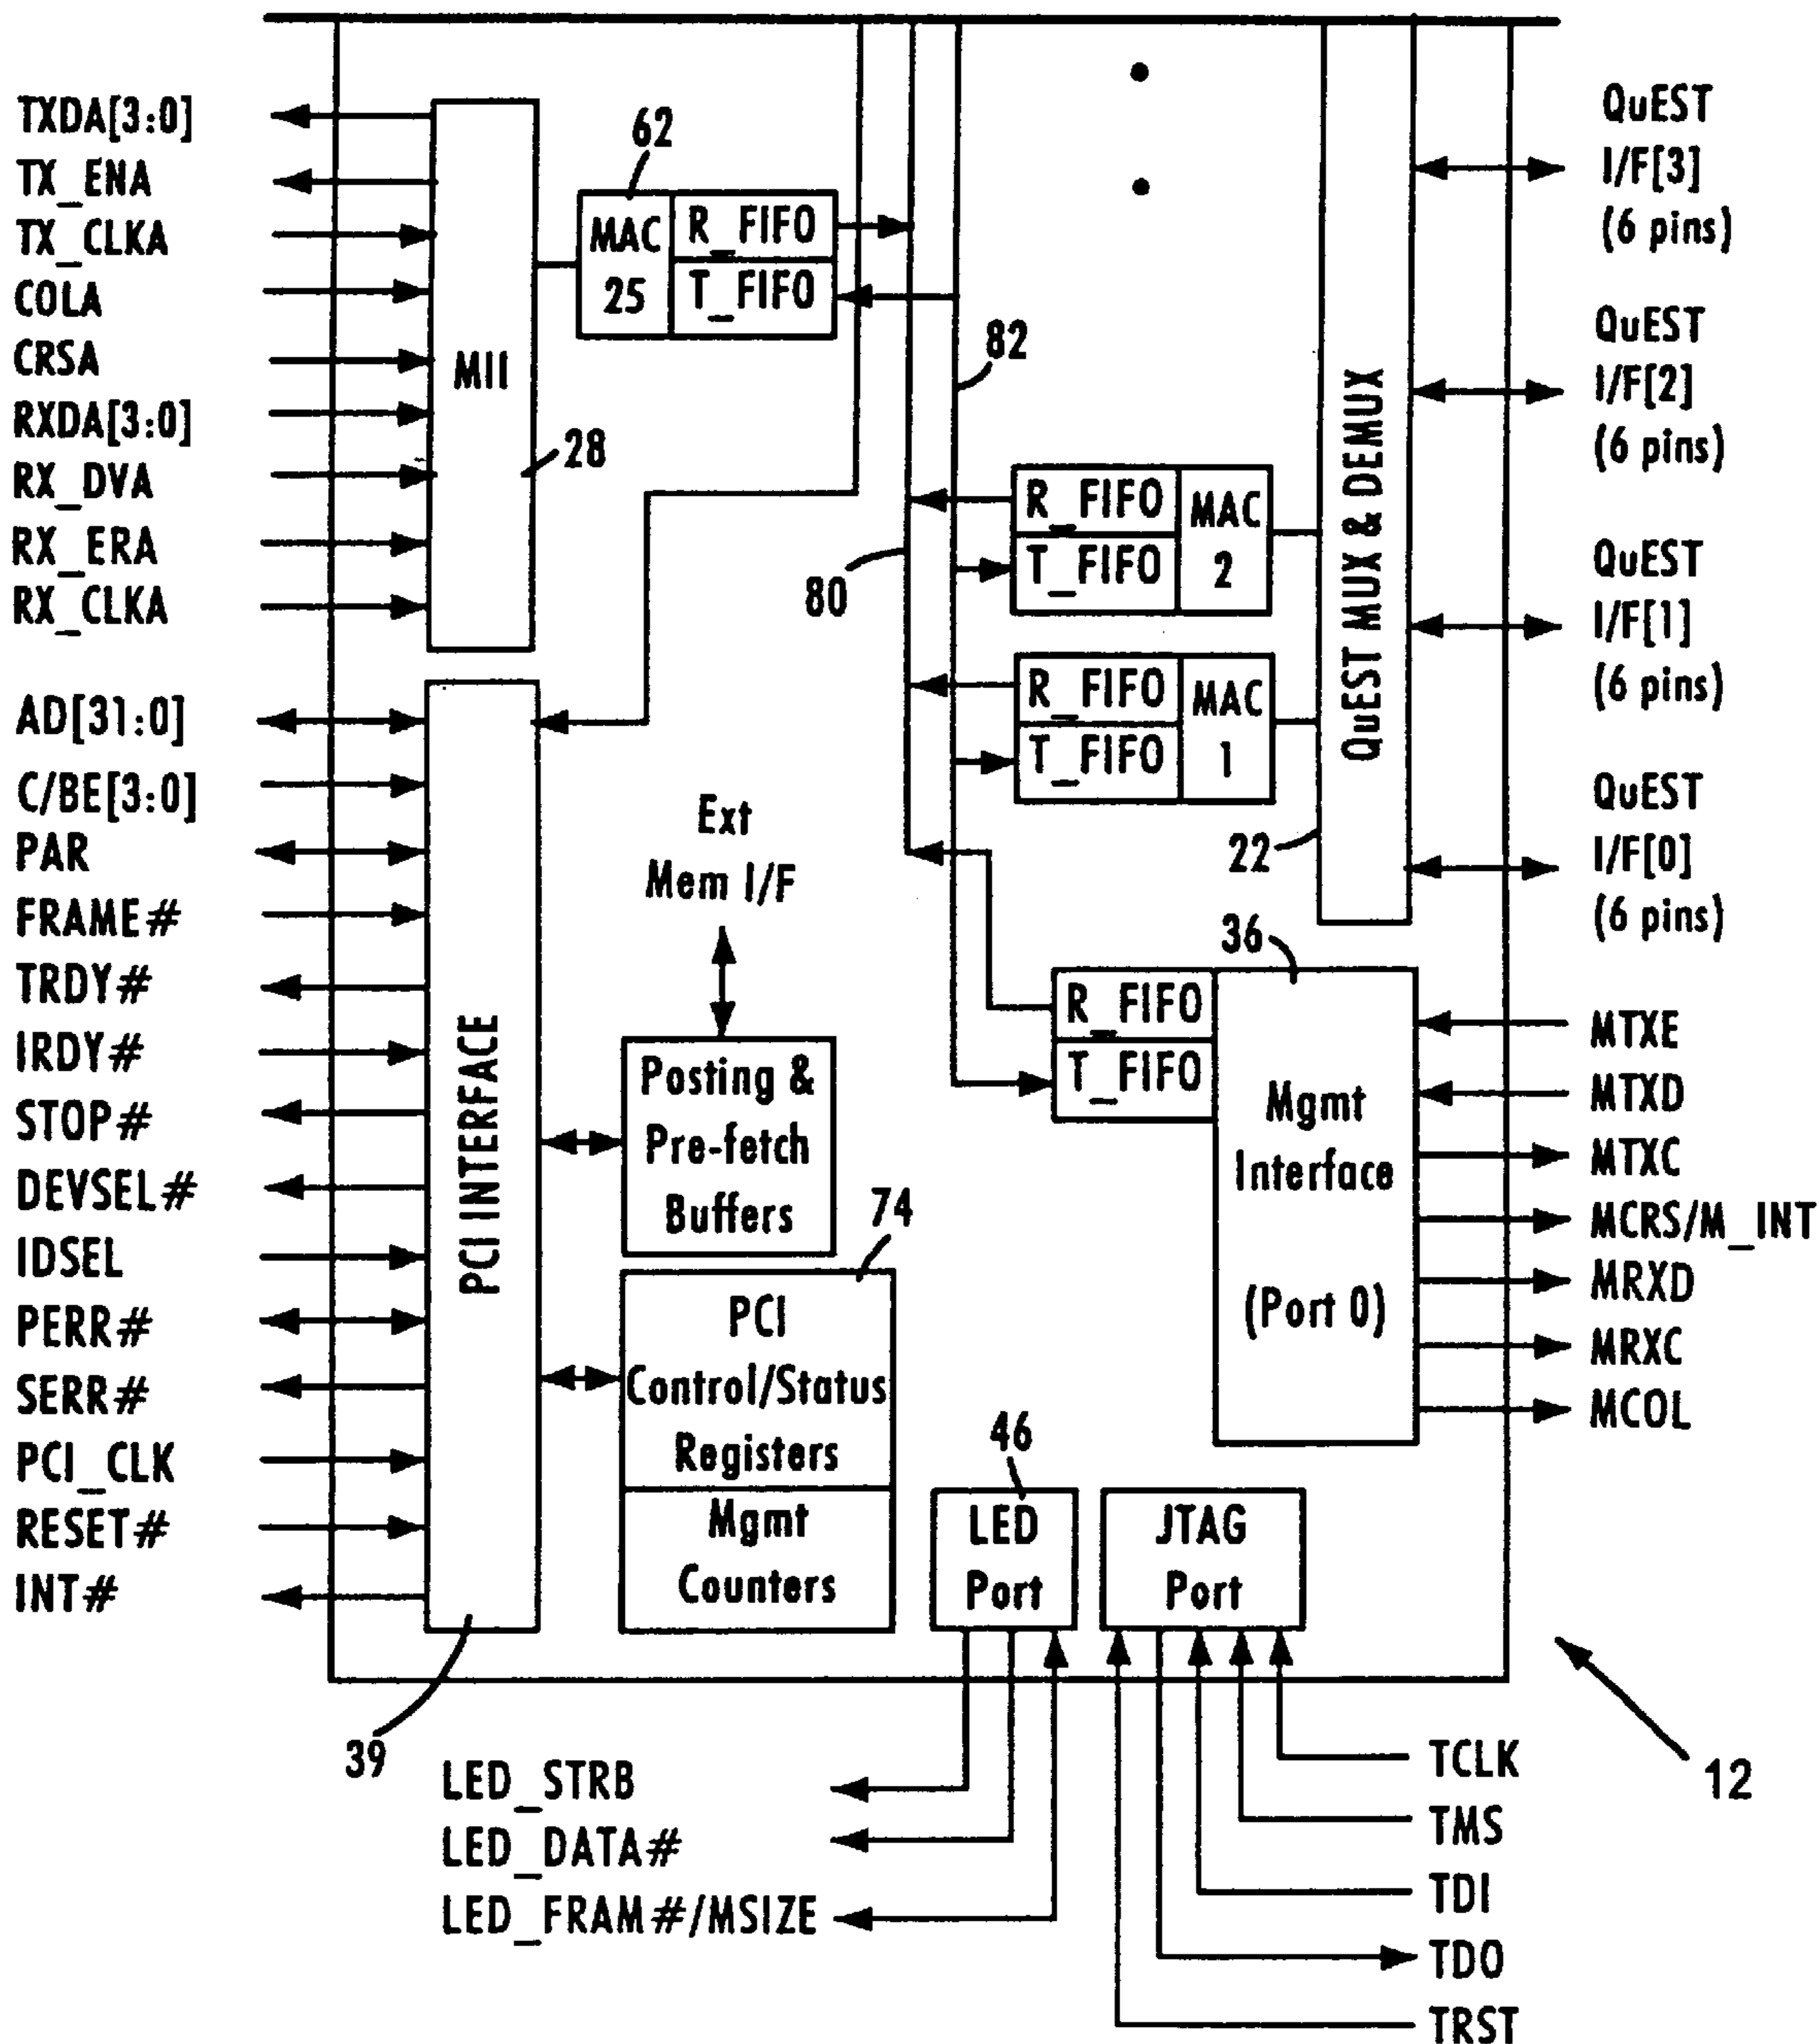 TXDA[3:0]
TX_ENA
TX_CLKA
COLA
CRSA
RXDA[3:0]
RX_DVA
RX_ERA
RX_CLKA
MII
28
62
MAC
25
R_FIFO
T_FIFO
82
80
R_FIFO
T_FIFO
MAC
2
R_FIFO
T_FIFO
MAC
1
QuEST MUX & DEMUX
22
QuEST
I/F[3]
(6 pins)
QuEST
I/F[2]
(6 pins)
QuEST
I/F[1]
(6 pins)
QuEST
I/F[0]
(6 pins)
AD[31:0]
C/BE[3:0]
PAR
FRAME#
TRDY#
IRDY#
STOP#
DEVSEL#
IDSEL
PERR#
SERR#
PCI_CLK
RESET#
INT#
PCI INTERFACE
39
Ext
Mem I/F
Posting &
Pre-fetch
Buffers
74
PCI
Control/Status
Registers
Mgmt
Counters
36
R_FIFO
T_FIFO
Mgmt
Interface
(Port 0)
MTXE
MTXD
MTXC
MCRS/M_INT
MRXD
MRXC
MCOL
46
LED
Port
JTAG
Port
LED_STRB
LED_DATA#
LED_FRAM#/MSIZE
TCLK
TMS
TDI
TDO
TRST
12